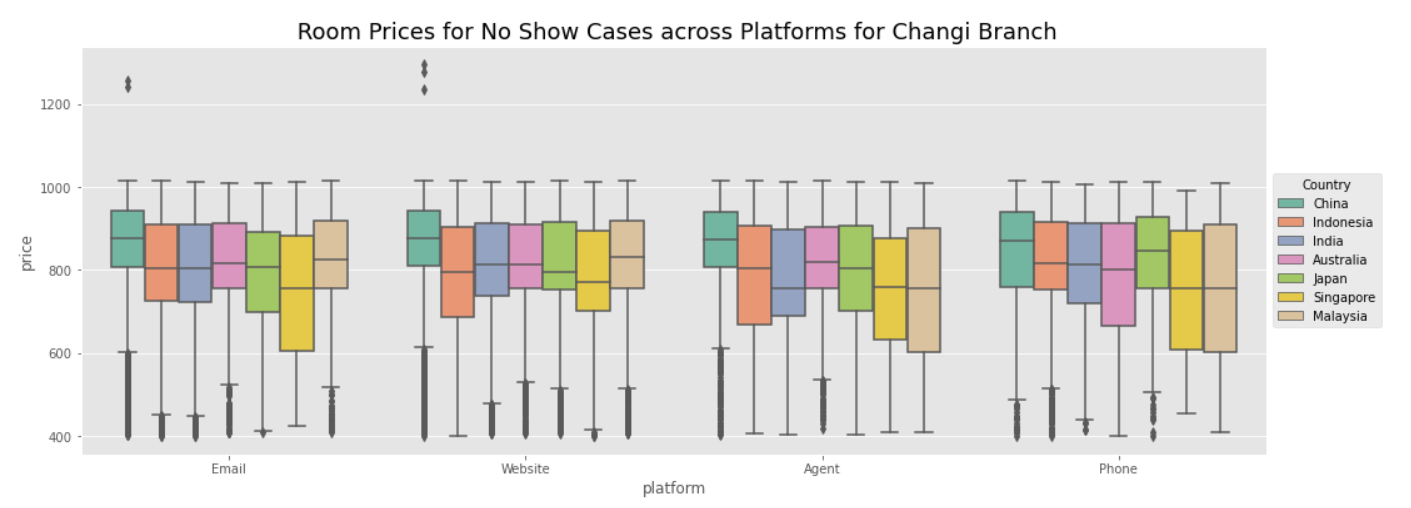 Room Prices for No Show Cases across Platforms for Changi Branch
price
1200
1000
800
600
400
Email
Website
Agent
Phone
platform
Country
China
Indonesia
India
Australia
Japan
Singapore
Malaysia